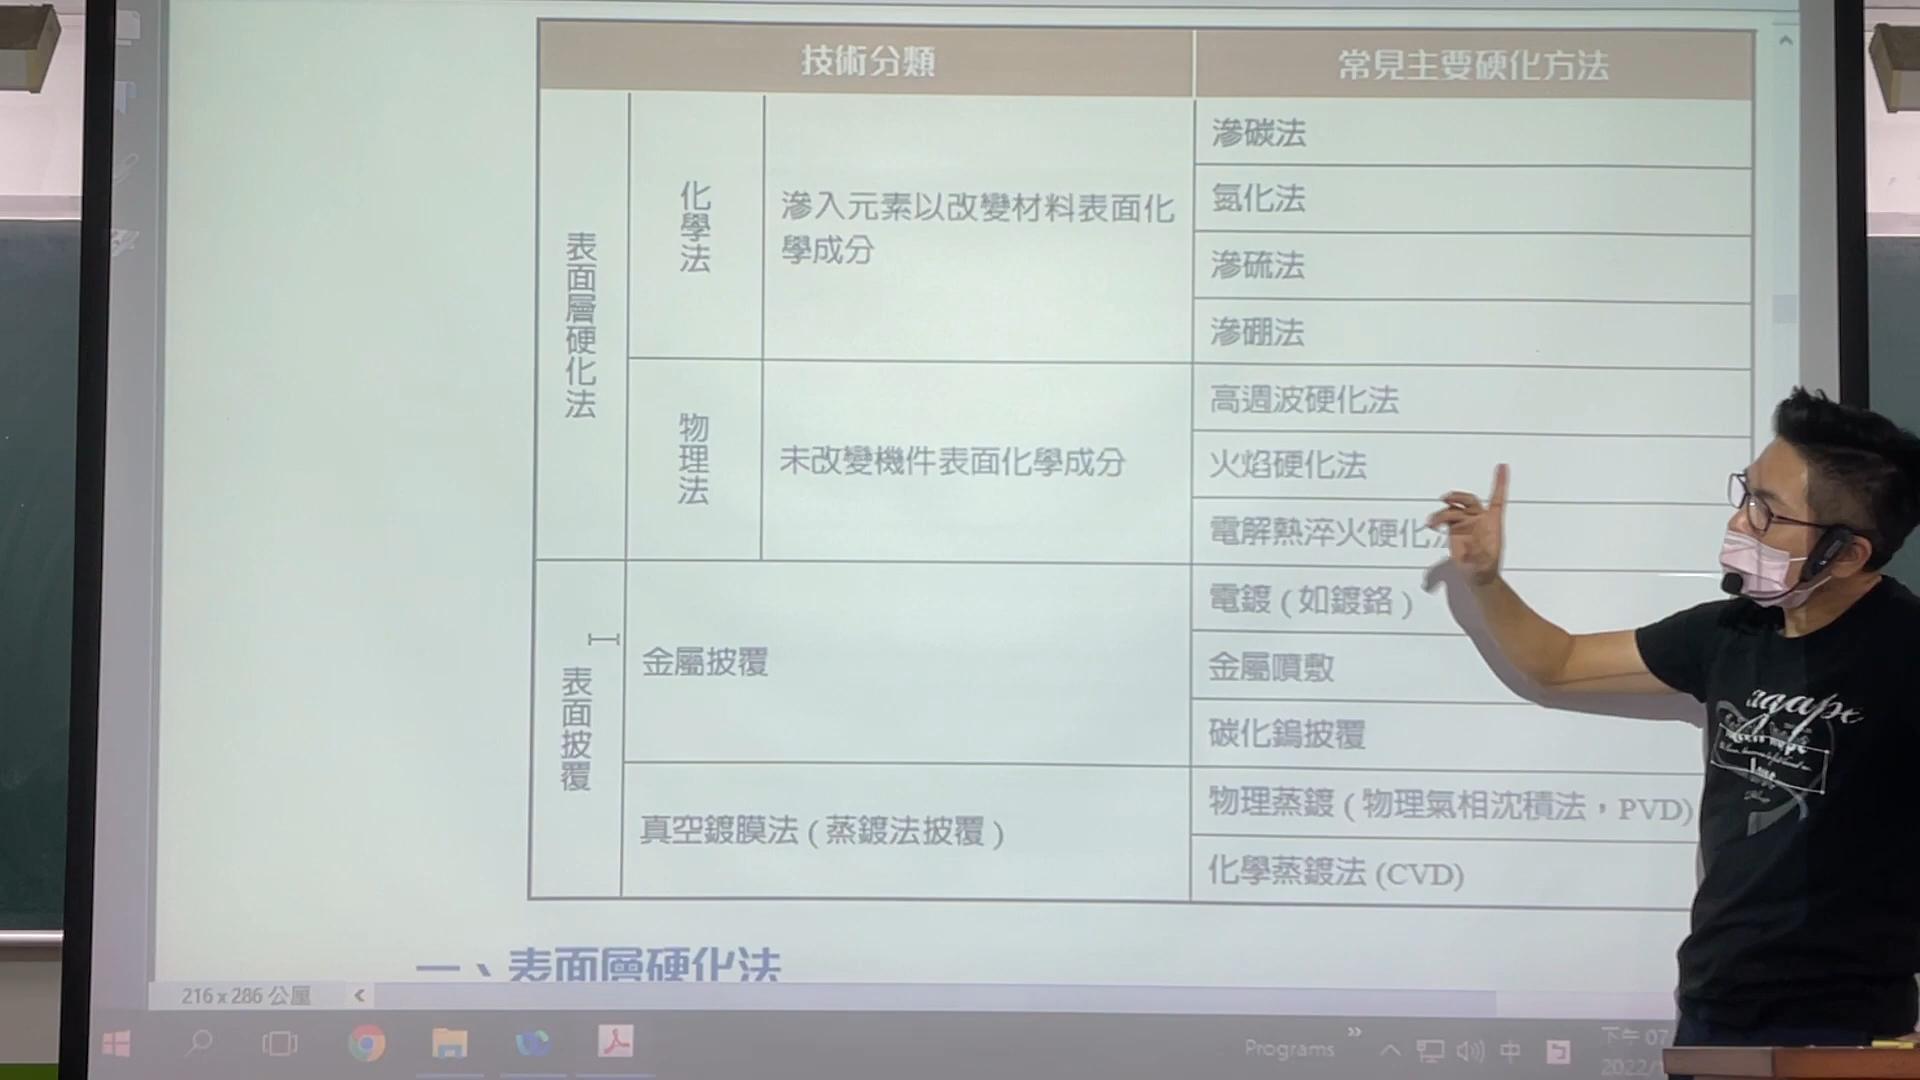 技術分類
常見主要硬化方法
表面層硬化法
化學法
滲入元素以改變材料表面化
學成分
滲碳法
氮化法
滲硫法
滲硼法
物理法
未改變機件表面化學成分
高週波硬化法
火焰硬化法
電解熱淬火硬化
表面披覆
金屬披覆
電鍍 ( 如鍍鉻 )
金屬噴敷
碳化鎢披覆
真空鍍膜法 ( 蒸鍍法披覆 )
物理蒸鍍 ( 物理氣相沈積法，PVD)
化學蒸鍍法 (CVD)
一、表面層硬化法
216 x 286 公厘
Programs
中
下午 07
2022/
agape